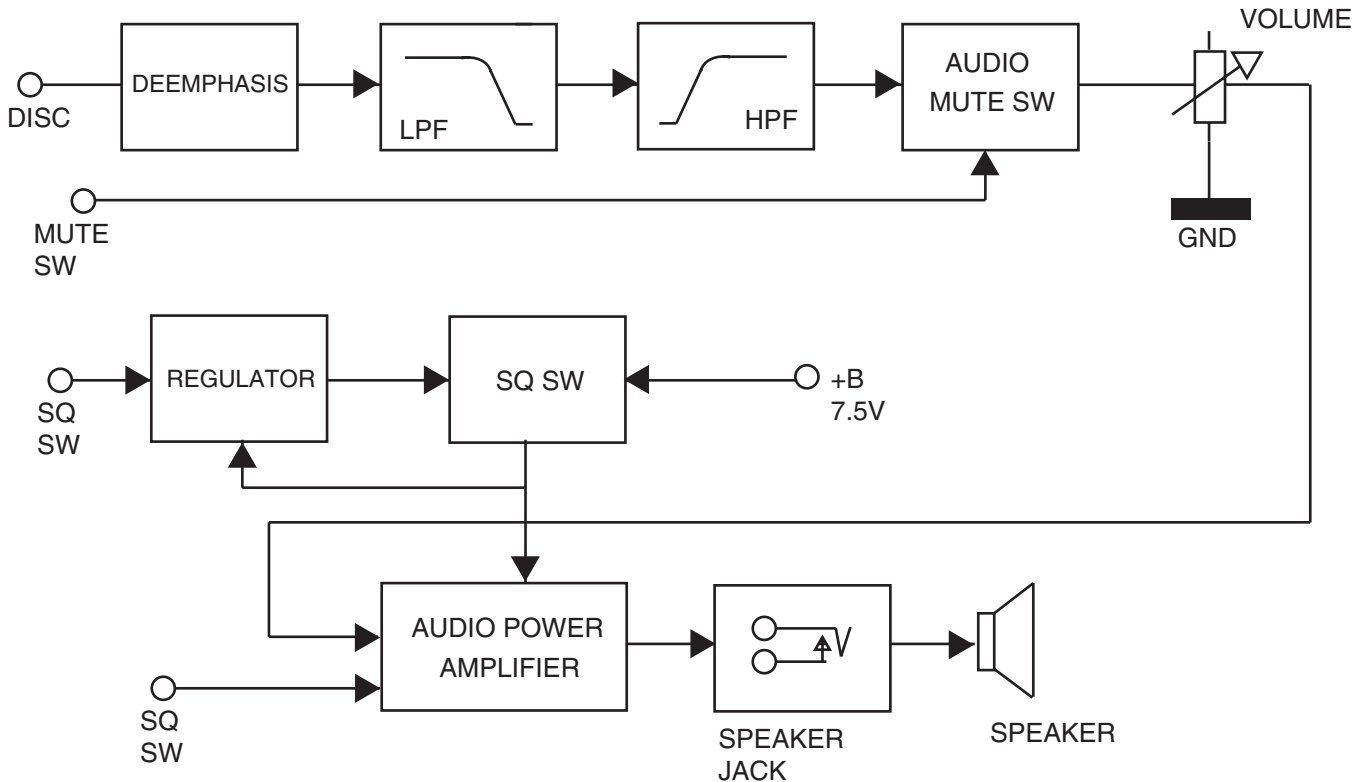 VOLUME
DEEMPHASIS
LPF
HPF
AUDIO
MUTE SW
DISC
MUTE
SW
GND
REGULATOR
SQ SW
+B
7.5V
SQ
SW
AUDIO POWER
AMPLIFIER
SQ
SW
SPEAKER
JACK
SPEAKER